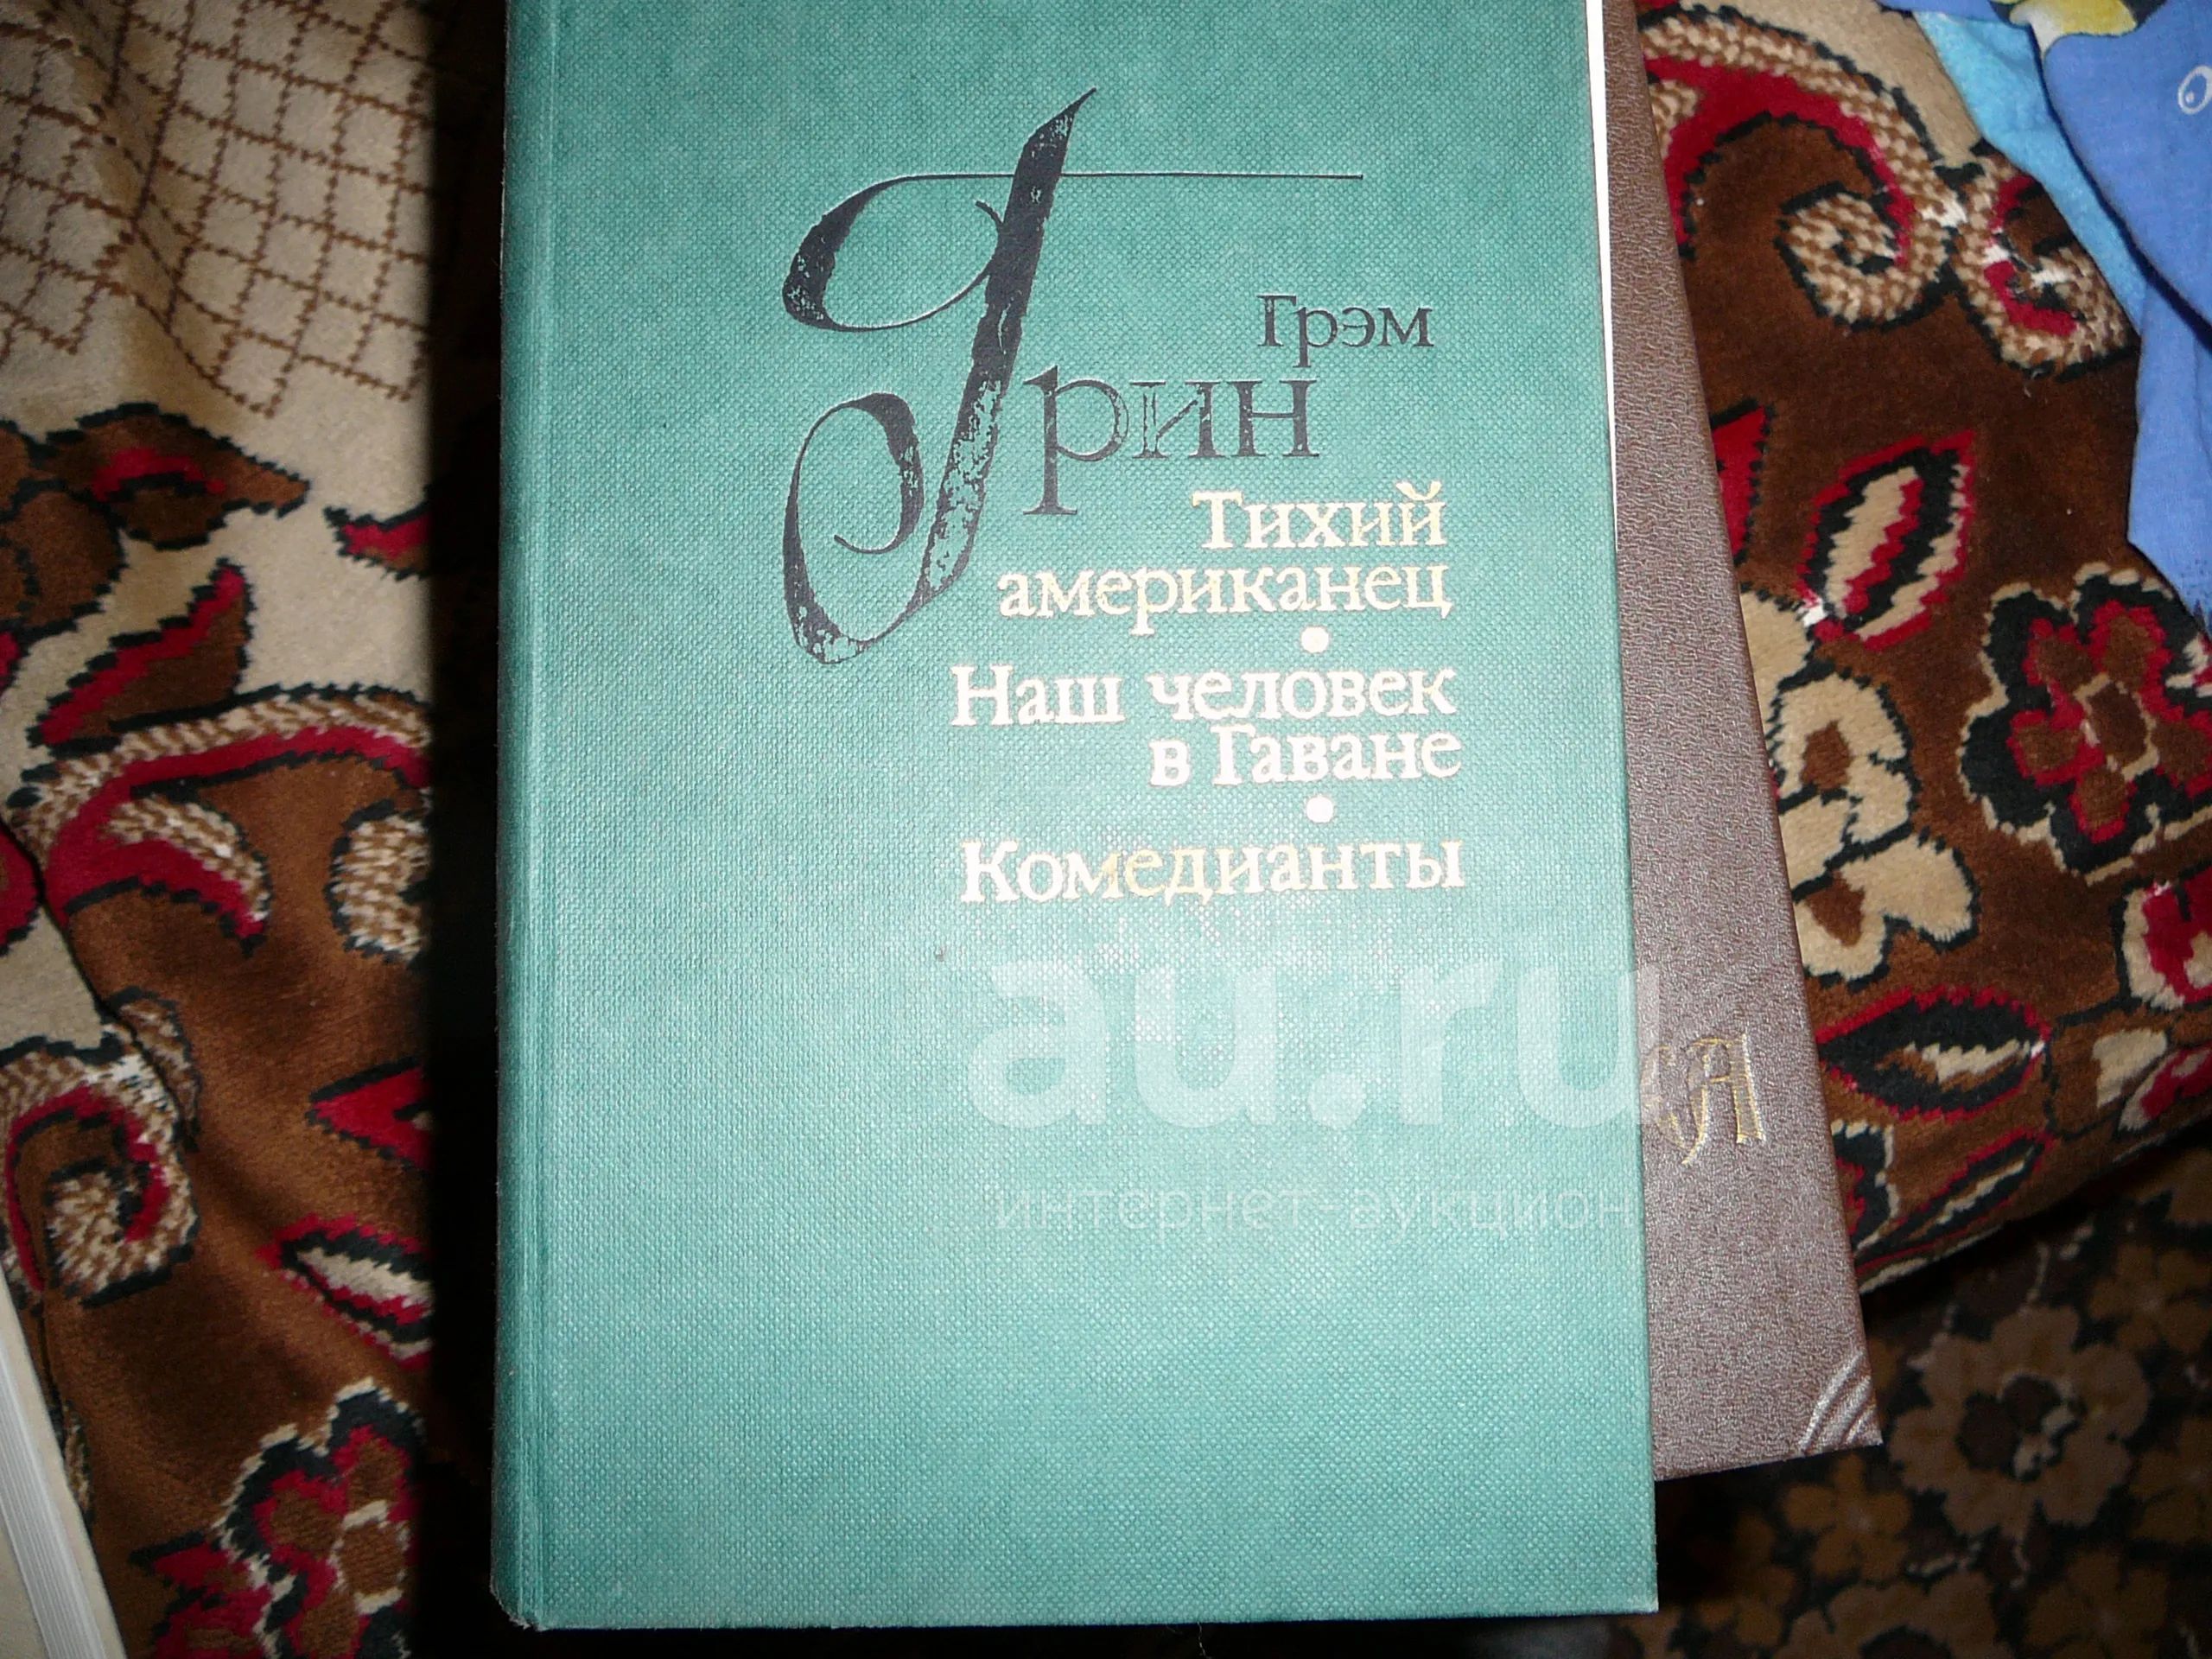 Грэм
Грин
Тихий
американец
Наш человек
в Гаване
Комедианты
au.ru
интернет-аукцион